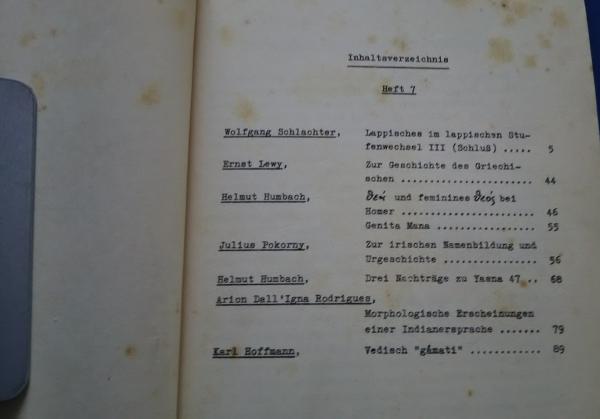 Inhaltsverzeichnis
Heft 7
Wolfgang Schlachter, Lappisches im lappischen Stu-
fenwechsel III (Schluß) ..... 5
Ernst Lewy, Zur Geschichte des Griechi-
schen .................. 44
Helmut Humbach, θεά und feminines θεός bei
Homer .................. 46
Genita Mana ............. 55
Julius Pokorny, Zur irischen Namenbildung und
Urgeschichte ............. 56
Helmut Humbach, Drei Nachträge zu Yasna 47 .. 68
Arion Dall'Igna Rodrigues,
Morphologische Erscheinungen
einer Indianersprache ....... 79
Karl Hoffmann, Vedisch "gámati" ............ 89